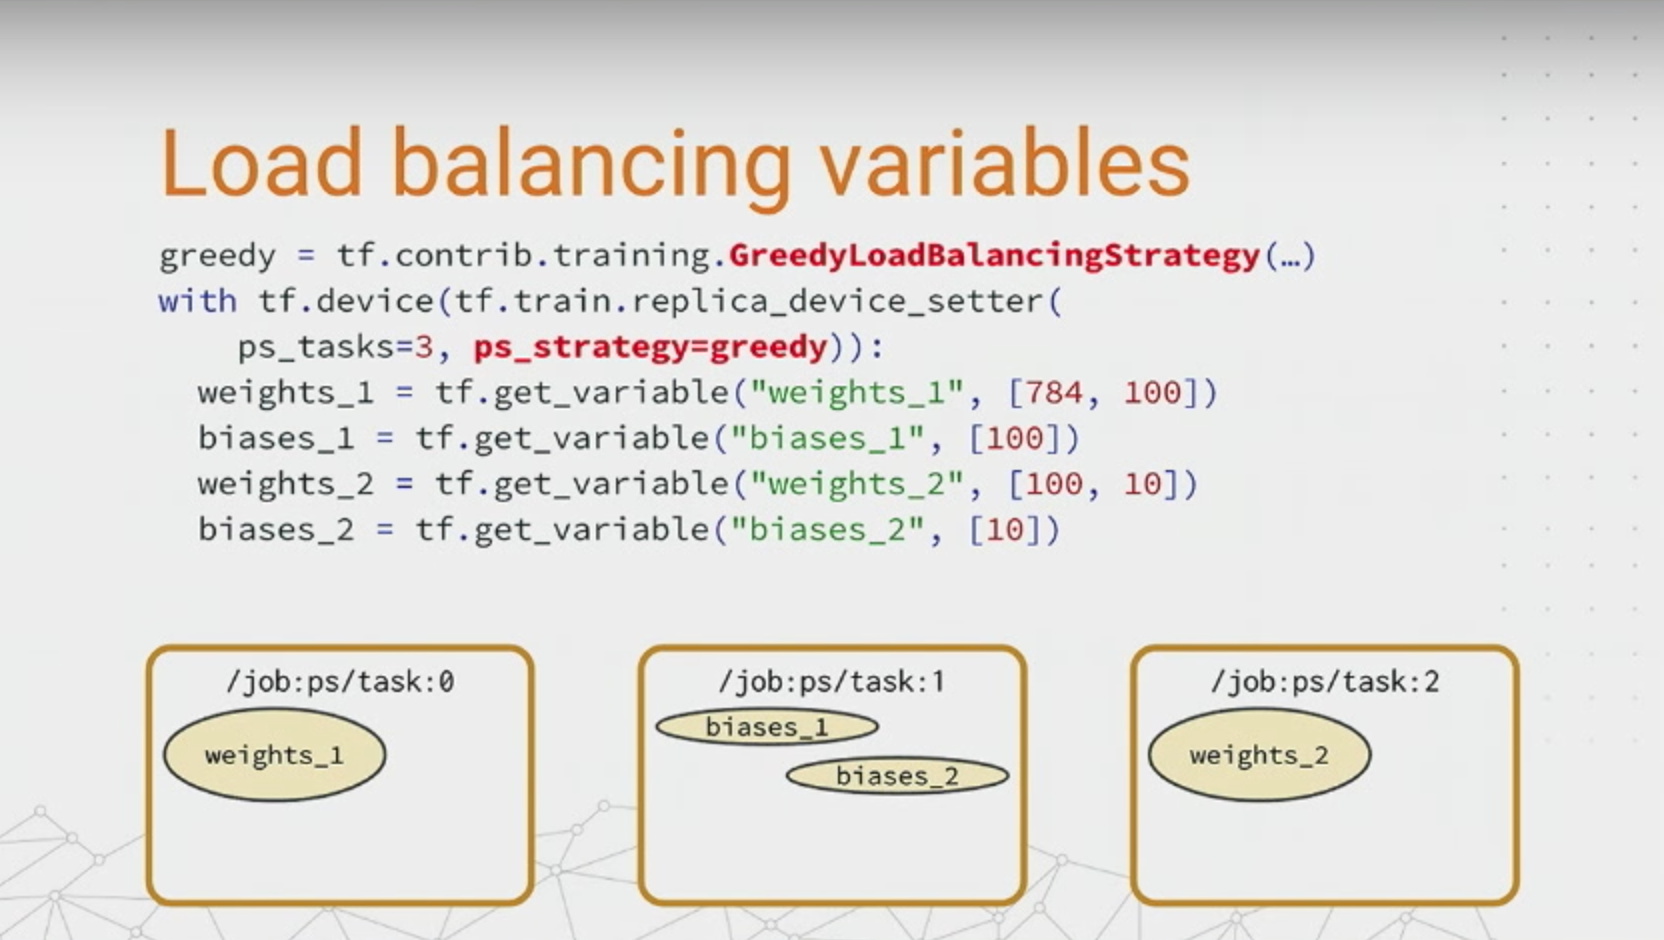 Load balancing variables
greedy = tf.contrib.training.GreedyLoadBalancingStrategy(…)
with tf.device(tf.train.replica_device_setter(
    ps_tasks=3, ps_strategy=greedy)):
  weights_1 = tf.get_variable("weights_1", [784, 100])
  biases_1 = tf.get_variable("biases_1", [100])
  weights_2 = tf.get_variable("weights_2", [100, 10])
  biases_2 = tf.get_variable("biases_2", [10])
/job:ps/task:0
weights_1
/job:ps/task:1
biases_1
biases_2
/job:ps/task:2
weights_2